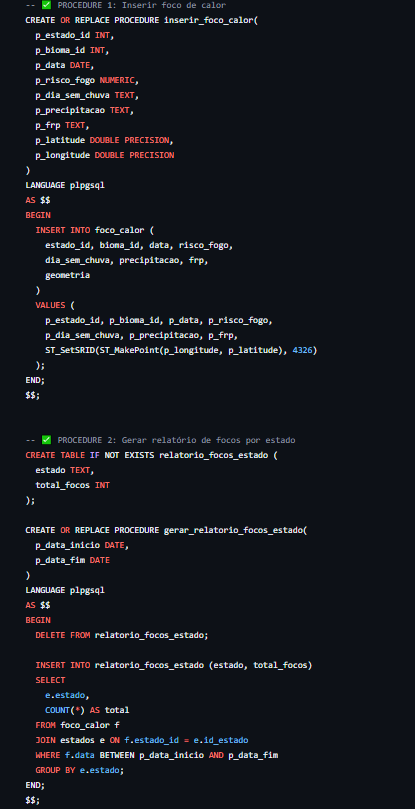 -- ✅ PROCEDURE 1: Inserir foco de calor
CREATE OR REPLACE PROCEDURE inserir_foco_calor(
  p_estado_id INT,
  p_bioma_id INT,
  p_data DATE,
  p_risco_fogo NUMERIC,
  p_dia_sem_chuva TEXT,
  p_precipitacao TEXT,
  p_frp TEXT,
  p_latitude DOUBLE PRECISION,
  p_longitude DOUBLE PRECISION
)
LANGUAGE plpgsql
AS $$
BEGIN
  INSERT INTO foco_calor (
    estado_id, bioma_id, data, risco_fogo,
    dia_sem_chuva, precipitacao, frp,
    geometria
  )
  VALUES (
    p_estado_id, p_bioma_id, p_data, p_risco_fogo,
    p_dia_sem_chuva, p_precipitacao, p_frp,
    ST_SetSRID(ST_MakePoint(p_longitude, p_latitude), 4326)
  );
END;
$$;
-- ✅ PROCEDURE 2: Gerar relatório de focos por estado
CREATE TABLE IF NOT EXISTS relatorio_focos_estado (
  estado TEXT,
  total_focos INT
);
CREATE OR REPLACE PROCEDURE gerar_relatorio_focos_estado(
  p_data_inicio DATE,
  p_data_fim DATE
)
LANGUAGE plpgsql
AS $$
BEGIN
  DELETE FROM relatorio_focos_estado;
  INSERT INTO relatorio_focos_estado (estado, total_focos)
  SELECT
    e.estado,
    COUNT(*) AS total
  FROM foco_calor f
  JOIN estados e ON f.estado_id = e.id_estado
  WHERE f.data BETWEEN p_data_inicio AND p_data_fim
  GROUP BY e.estado;
END;
$$;